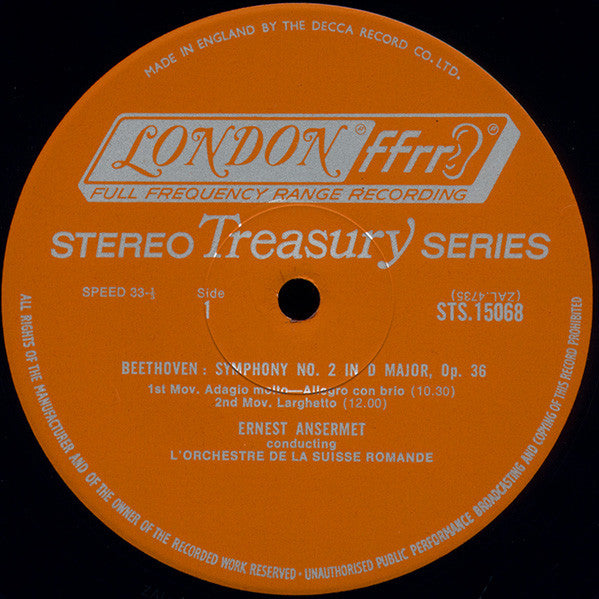 MADE IN ENGLAND BY THE DECCA RECORD CO. LTD.
LONDON ® ffrr ®
FULL FREQUENCY RANGE RECORDING
STEREO Treasury SERIES
SPEED 33-⅓
Side
1
(ZAL.4735)
STS.15068
BEETHOVEN : SYMPHONY NO. 2 IN D MAJOR, Op. 36
1st Mov. Adagio molto—Allegro con brio (10.30)
2nd Mov. Larghetto (12.00)
ERNEST ANSERMET
conducting
L'ORCHESTRE DE LA SUISSE ROMANDE
ALL RIGHTS OF THE MANUFACTURER AND OF THE OWNER OF THE RECORDED WORK RESERVED · UNAUTHORISED PUBLIC PERFORMANCE BROADCASTING AND COPYING OF THIS RECORD PROHIBITED